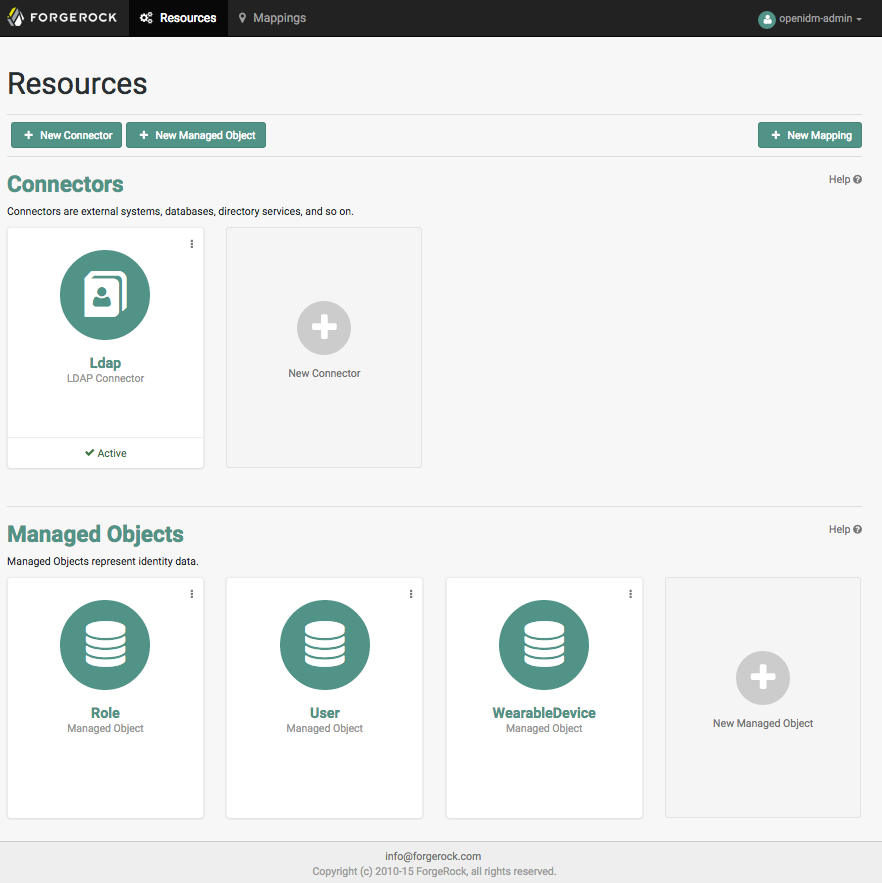 FORGEROCK Resources Mappings openidm-admin
Resources
New Connector New Managed Object New Mapping
Connectors Help
Connectors are external systems, databases, directory services, and so on.
Ldap
LDAP Connector
Active
New Connector
Managed Objects Help
Managed Objects represent identity data.
Role
Managed Object
User
Managed Object
WearableDevice
Managed Object
New Managed Object
info@forgerock.com
Copyright (c) 2010-15 ForgeRock, all rights reserved.